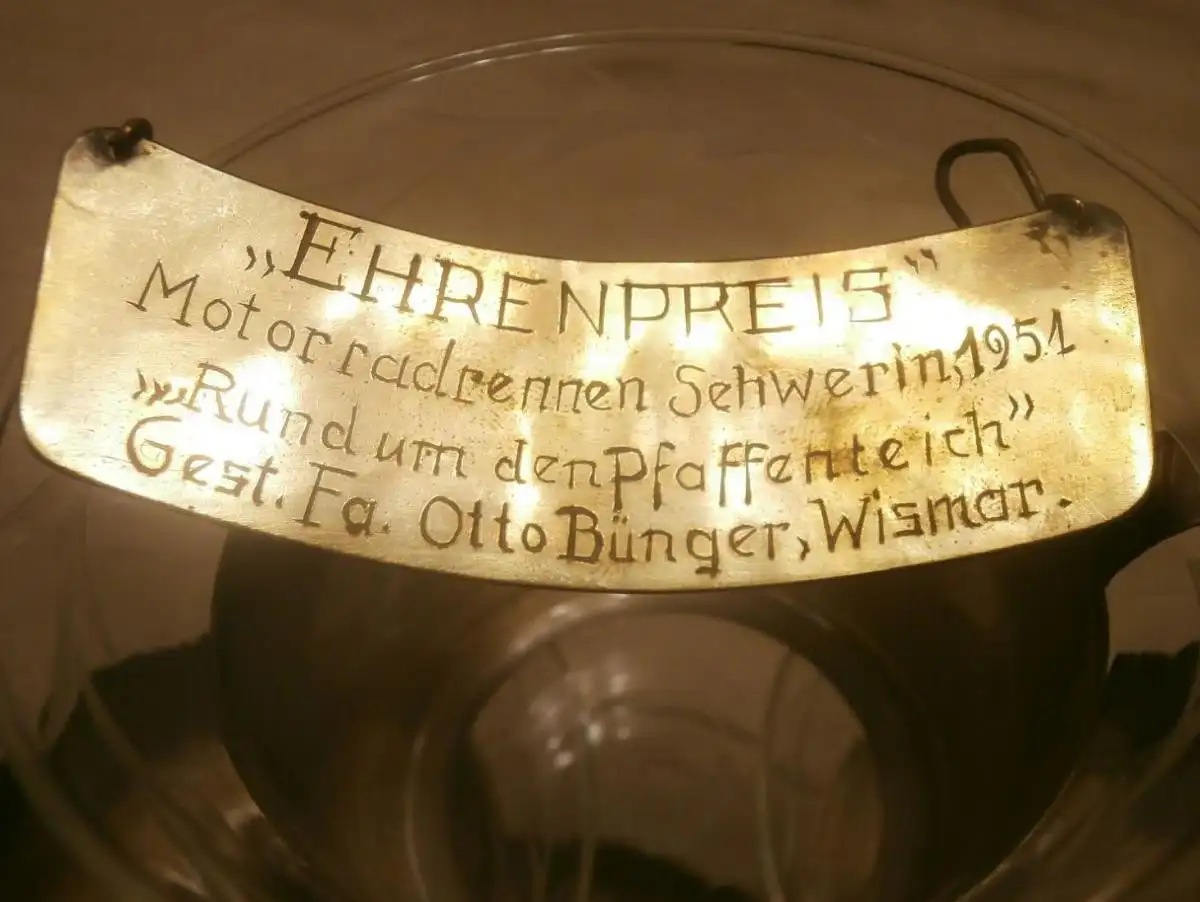 „EHRENPREIS“
Motorradrennen Schwerin, 1951
„Rund um den Pfaffenteich”
Gest. Fa. Otto Bünger, Wismar.